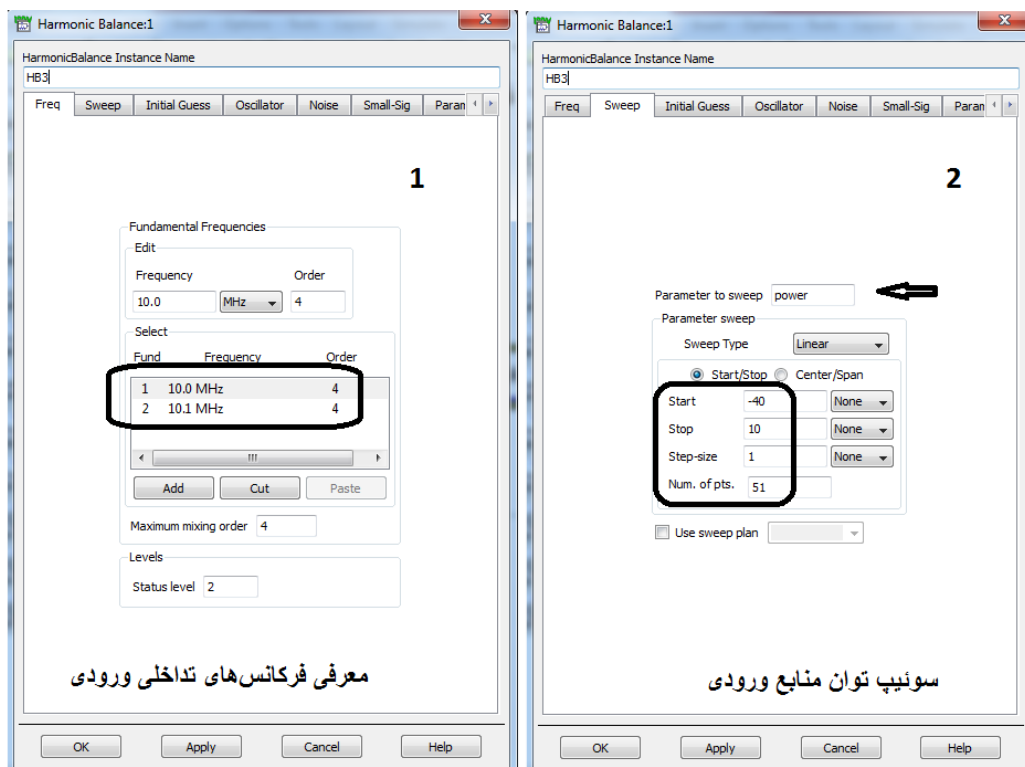 Harmonic Balance:1
HarmonicBalance Instance Name
HB3
Freq Sweep Initial Guess Oscillator Noise Small-Sig Paran
1
Fundamental Frequencies
Edit
Frequency Order
10.0 MHz 4
Select
Fund Frequency Order
1 10.0 MHz 4
2 10.1 MHz 4
Add Cut Paste
Maximum mixing order 4
Levels
Status level 2
معرفی فرکانس‌های تداخلی ورودی
OK Apply Cancel Help
Harmonic Balance:1
HarmonicBalance Instance Name
HB3
Freq Sweep Initial Guess Oscillator Noise Small-Sig Paran
2
Parameter to sweep power
Parameter sweep
Sweep Type Linear
Start/Stop Center/Span
Start -40 None
Stop 10 None
Step-size 1 None
Num. of pts. 51
Use sweep plan
سوئیپ توان منابع ورودی
OK Apply Cancel Help